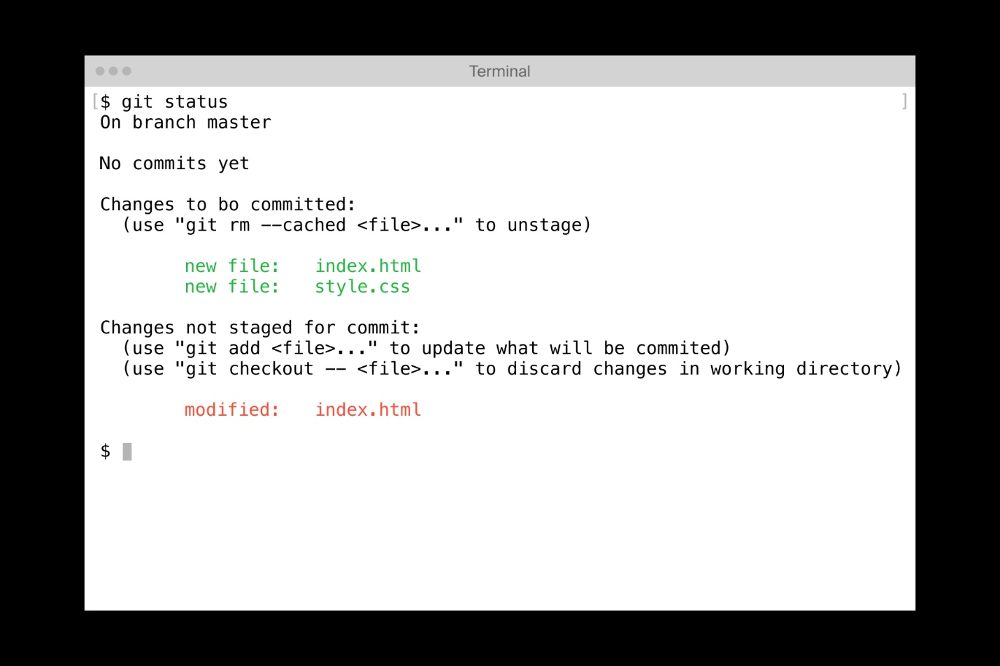 Terminal
[$ git status ]
On branch master
No commits yet
Changes to bo committed:
(use "git rm --cached <file>..." to unstage)
new file: index.html
new file: style.css
Changes not staged for commit:
(use "git add <file>..." to update what will be commited)
(use "git checkout -- <file>..." to discard changes in working directory)
modified: index.html
$